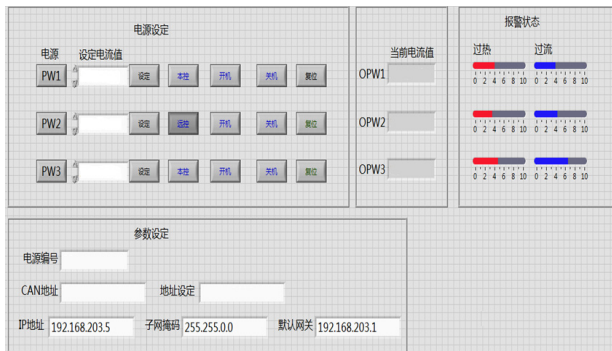 电源设定
报警状态
电源 设定电流值 当前电流值 过热 过流
PW1 设定 本控 开机 关机 复位 OPW1
0 2 4 6 8 10 0 2 4 6 8 10
PW2 设定 远控 开机 关机 复位 OPW2
0 2 4 6 8 10 0 2 4 6 8 10
PW3 设定 本控 开机 关机 复位 OPW3
0 2 4 6 8 10 0 2 4 6 8 10
参数设定
电源编号
CAN地址 地址设定
IP地址 192.168.203.5 子网掩码 255.255.0.0 默认网关 192.168.203.1